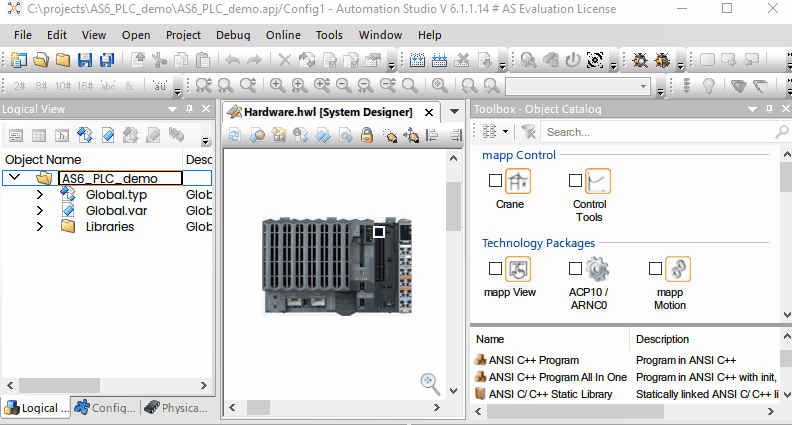 C:\projects\AS6_PLC_demo\AS6_PLC_demo.apj/Config1 - Automation Studio V 6.1.1.14 # AS Evaluation License
File Edit View Open Project Debug Online Tools Window Help
2# 8# 10# 16# abc & 'au'
Logical View
Hardware.hwl [System Designer]
Toolbox - Object Catalog
Search...
Object Name Desc
AS6_PLC_demo
Global.typ Glob
Global.var Glob
Libraries Glob
mapp Control
Crane
Control
Tools
Technology Packages
mapp View
ACP10 /
ARNC0
mapp
Motion
Name Description
ANSI C++ Program Program in ANSI C++
ANSI C++ Program All In One Program in ANSI C++ with init,
ANSI C/ C++ Static Library Statically linked ANSI C/ C++ li
Logical ... Config... Physica...